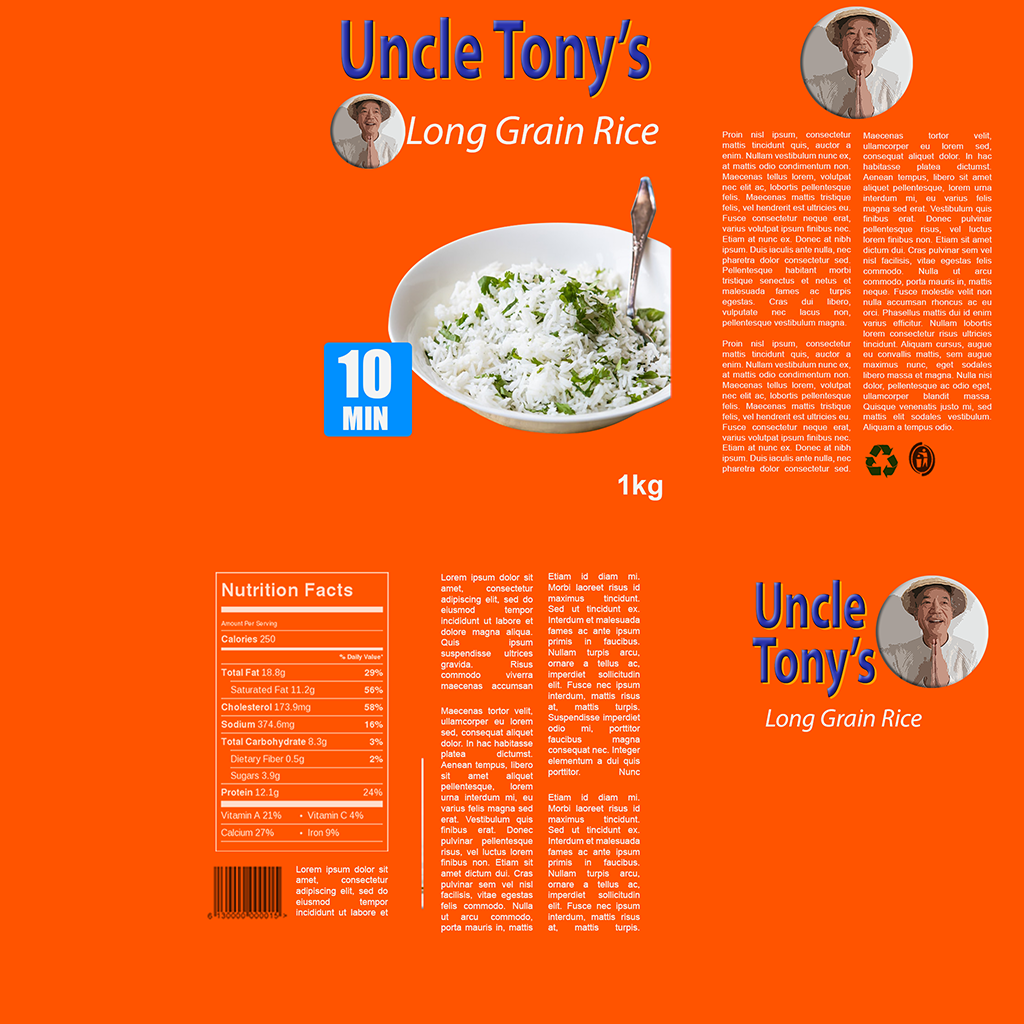 Uncle Tony's
Long Grain Rice
10
MIN
1kg
Proin nisl ipsum, consectetur
mattis tincidunt quis, auctor a
enim. Nullam vestibulum nunc ex,
at mattis odio condimentum non.
Maecenas tellus lorem, volutpat
nec elit ac, lobortis pellentesque
felis. Maecenas mattis tristique
felis, vel hendrerit est ultricies eu.
Fusce consectetur neque erat,
varius volutpat ipsum finibus nec.
Etiam at nunc ex. Donec at nibh
ipsum. Duis iaculis ante nulla, nec
pharetra dolor consectetur sed.
Pellentesque habitant morbi
tristique senectus et netus et
malesuada fames ac turpis
egestas. Cras dui libero,
vulputate nec lacus non,
pellentesque vestibulum magna.
Proin nisl ipsum, consectetur
mattis tincidunt quis, auctor a
enim. Nullam vestibulum nunc ex,
at mattis odio condimentum non.
Maecenas tellus lorem, volutpat
nec elit ac, lobortis pellentesque
felis. Maecenas mattis tristique
felis, vel hendrerit est ultricies eu.
Fusce consectetur neque erat,
varius volutpat ipsum finibus nec.
Etiam at nunc ex. Donec at nibh
ipsum. Duis iaculis ante nulla, nec
pharetra dolor consectetur sed.
Maecenas tortor velit,
ullamcorper eu lorem sed,
consequat aliquet dolor. In hac
habitasse platea dictumst.
Aenean tempus, libero sit amet
aliquet pellentesque, lorem urna
interdum mi, eu varius felis
magna sed erat. Vestibulum quis
finibus erat. Donec pulvinar
pellentesque risus, vel luctus
lorem finibus non. Etiam sit amet
dictum dui. Cras pulvinar sem vel
nisl facilisis, vitae egestas felis
commodo. Nulla ut arcu
commodo, porta mauris in, mattis
neque. Fusce molestie velit non
nulla accumsan rhoncus ac eu
orci. Phasellus mattis dui id enim
varius efficitur. Nullam lobortis
lorem consectetur risus ultricies
tincidunt. Aliquam cursus, augue
eu convallis mattis, sem augue
maximus nunc, eget sodales
libero massa et magna. Nulla nisi
dolor, pellentesque ac odio eget,
ullamcorper blandit massa.
Quisque venenatis justo mi, sed
mattis elit sodales vestibulum.
Aliquam a tempus odio.
Nutrition Facts
Amount Per Serving
Calories 250
% Daily Value*
Total Fat 18.8g 29%
Saturated Fat 11.2g 56%
Cholesterol 173.9mg 58%
Sodium 374.6mg 16%
Total Carbohydrate 8.3g 3%
Dietary Fiber 0.5g 2%
Sugars 3.9g
Protein 12.1g 24%
Vitamin A 21% • Vitamin C 4%
Calcium 27% • Iron 9%
6 130000 000015 >
Lorem ipsum dolor sit
amet, consectetur
adipiscing elit, sed do
eiusmod tempor
incididunt ut labore et
Lorem ipsum dolor sit
amet, consectetur
adipiscing elit, sed do
eiusmod tempor
incididunt ut labore et
dolore magna aliqua.
Quis ipsum
suspendisse ultrices
gravida. Risus
commodo viverra
maecenas accumsan
Maecenas tortor velit,
ullamcorper eu lorem
sed, consequat aliquet
dolor. In hac habitasse
platea dictumst.
Aenean tempus, libero
sit amet aliquet
pellentesque, lorem
urna interdum mi, eu
varius felis magna sed
erat. Vestibulum quis
finibus erat. Donec
pulvinar pellentesque
risus, vel luctus lorem
finibus non. Etiam sit
amet dictum dui. Cras
pulvinar sem vel nisl
facilisis, vitae egestas
felis commodo. Nulla
ut arcu commodo,
porta mauris in, mattis
Etiam id diam mi.
Morbi laoreet risus id
maximus tincidunt.
Sed ut tincidunt ex.
Interdum et malesuada
fames ac ante ipsum
primis in faucibus.
Nullam turpis arcu,
ornare a tellus ac,
imperdiet sollicitudin
elit. Fusce nec ipsum
interdum, mattis risus
at, mattis turpis.
Suspendisse imperdiet
odio mi, porttitor
faucibus magna
consequat nec. Integer
elementum a dui quis
porttitor. Nunc
Etiam id diam mi.
Morbi laoreet risus id
maximus tincidunt.
Sed ut tincidunt ex.
Interdum et malesuada
fames ac ante ipsum
primis in faucibus.
Nullam turpis arcu,
ornare a tellus ac,
imperdiet sollicitudin
elit. Fusce nec ipsum
interdum, mattis risus
at, mattis turpis.
Uncle
Tony's
Long Grain Rice